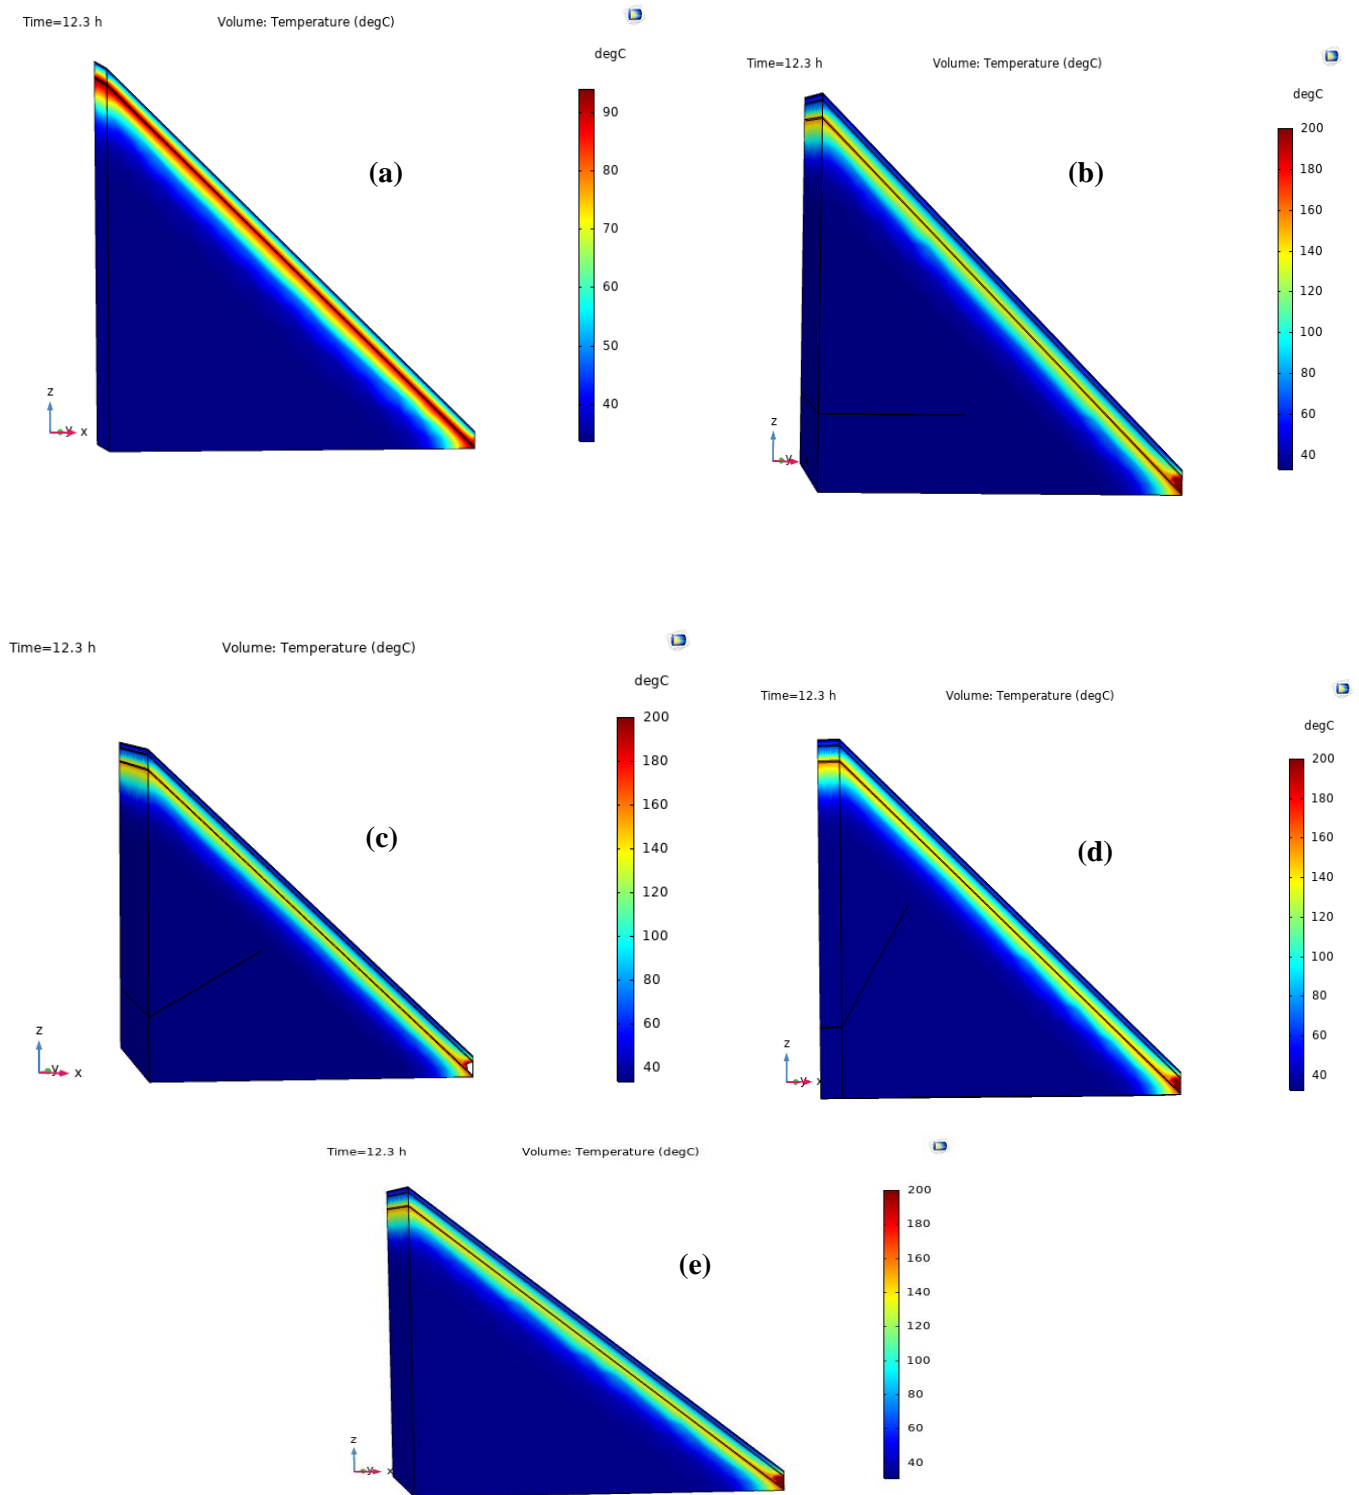 Time=12.3 h Volume: Temperature (degC)
degC
90
80
70
60
50
40
(a)
z
y x
Time=12.3 h Volume: Temperature (degC)
degC
200
180
160
140
120
100
80
60
40
(b)
z
y
Time=12.3 h Volume: Temperature (degC)
degC
200
180
160
140
120
100
80
60
40
(c)
z
y x
Time=12.3 h Volume: Temperature (degC)
degC
200
180
160
140
120
100
80
60
40
(d)
z
y x
Time=12.3 h Volume: Temperature (degC)
200
180
160
140
120
100
80
60
40
(e)
z
y x